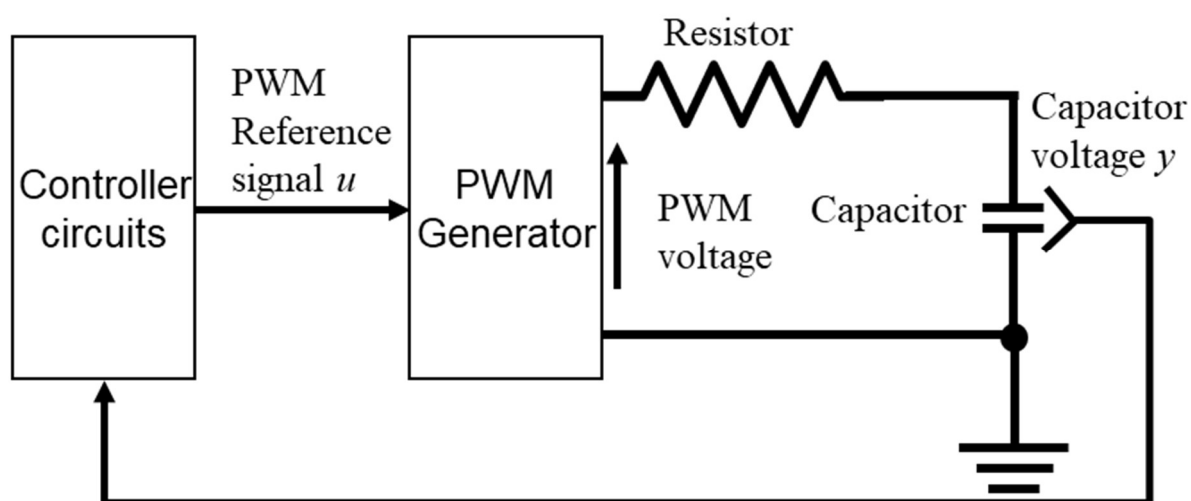 Resistor
PWM
Reference
signal u
Controller
circuits
PWM
Generator
PWM
voltage
Capacitor
Capacitor
voltage y